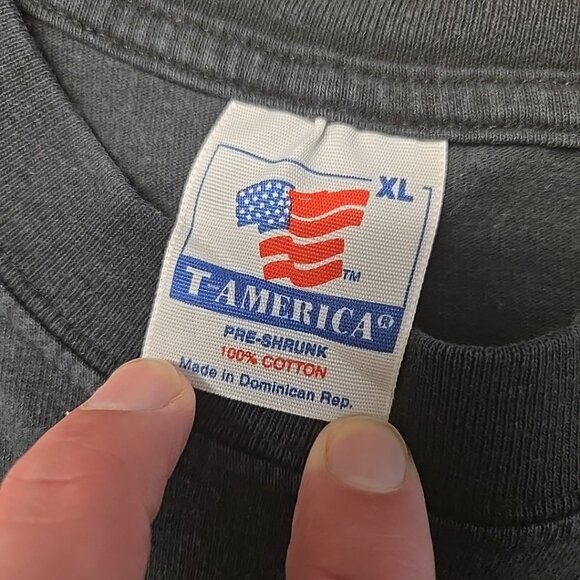 XL
TM
T-AMERICA®
PRE-SHRUNK
100% COTTON
Made in Dominican Rep.